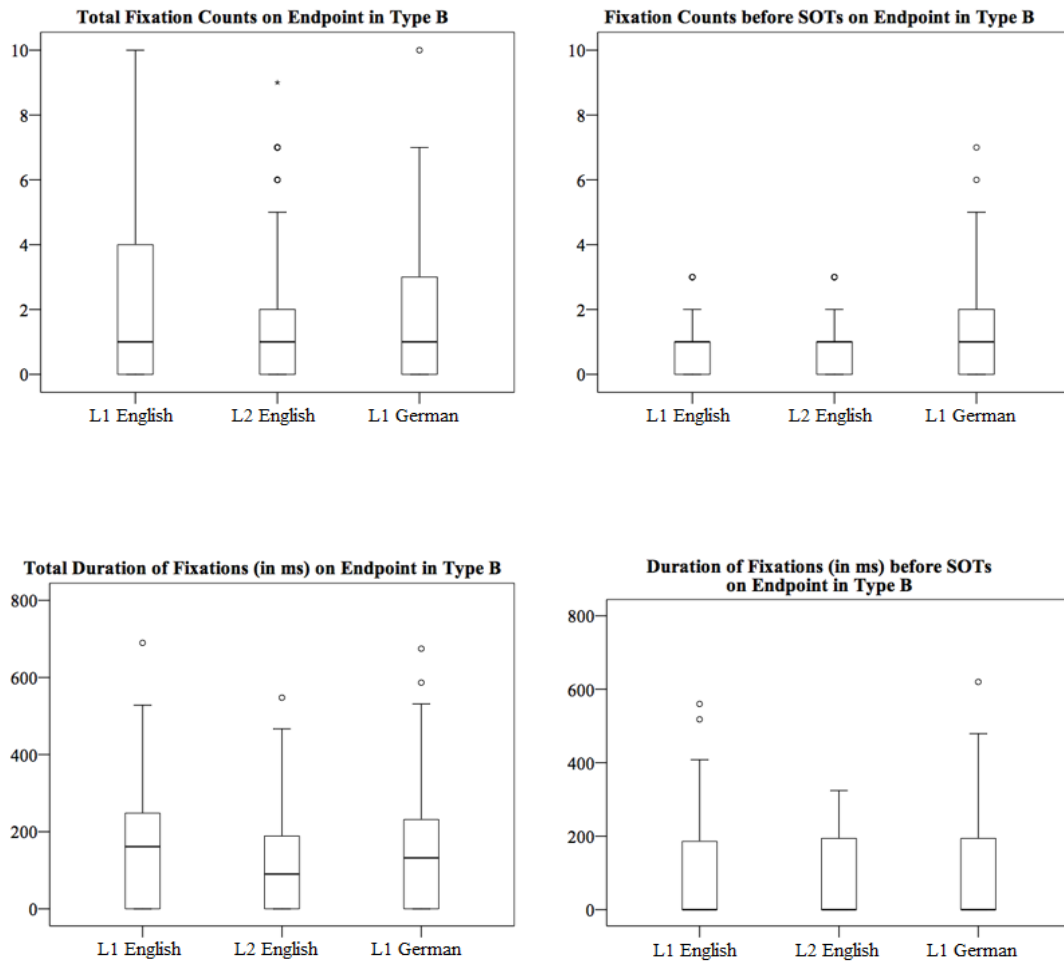 Total Fixation Counts on Endpoint in Type B
10
8
6
4
2
0
L1 English L2 English L1 German
Fixation Counts before SOTs on Endpoint in Type B
10
8
6
4
2
0
L1 English L2 English L1 German
Total Duration of Fixations (in ms) on Endpoint in Type B
800
600
400
200
0
L1 English L2 English L1 German
Duration of Fixations (in ms) before SOTs
on Endpoint in Type B
800
600
400
200
0
L1 English L2 English L1 German